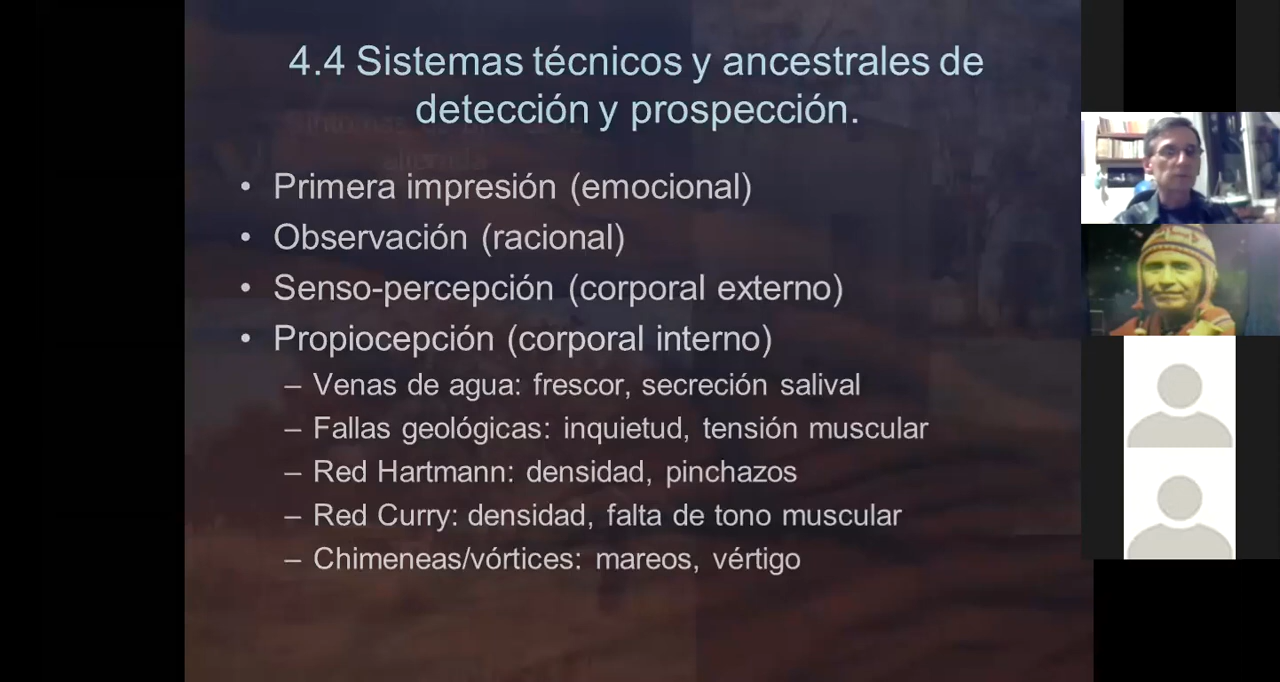 4.4 Sistemas técnicos y ancestrales de
detección y prospección.
• Primera impresión (emocional)
• Observación (racional)
• Senso-percepción (corporal externo)
• Propiocepción (corporal interno)
– Venas de agua: frescor, secreción salival
– Fallas geológicas: inquietud, tensión muscular
– Red Hartmann: densidad, pinchazos
– Red Curry: densidad, falta de tono muscular
– Chimeneas/vórtices: mareos, vértigo